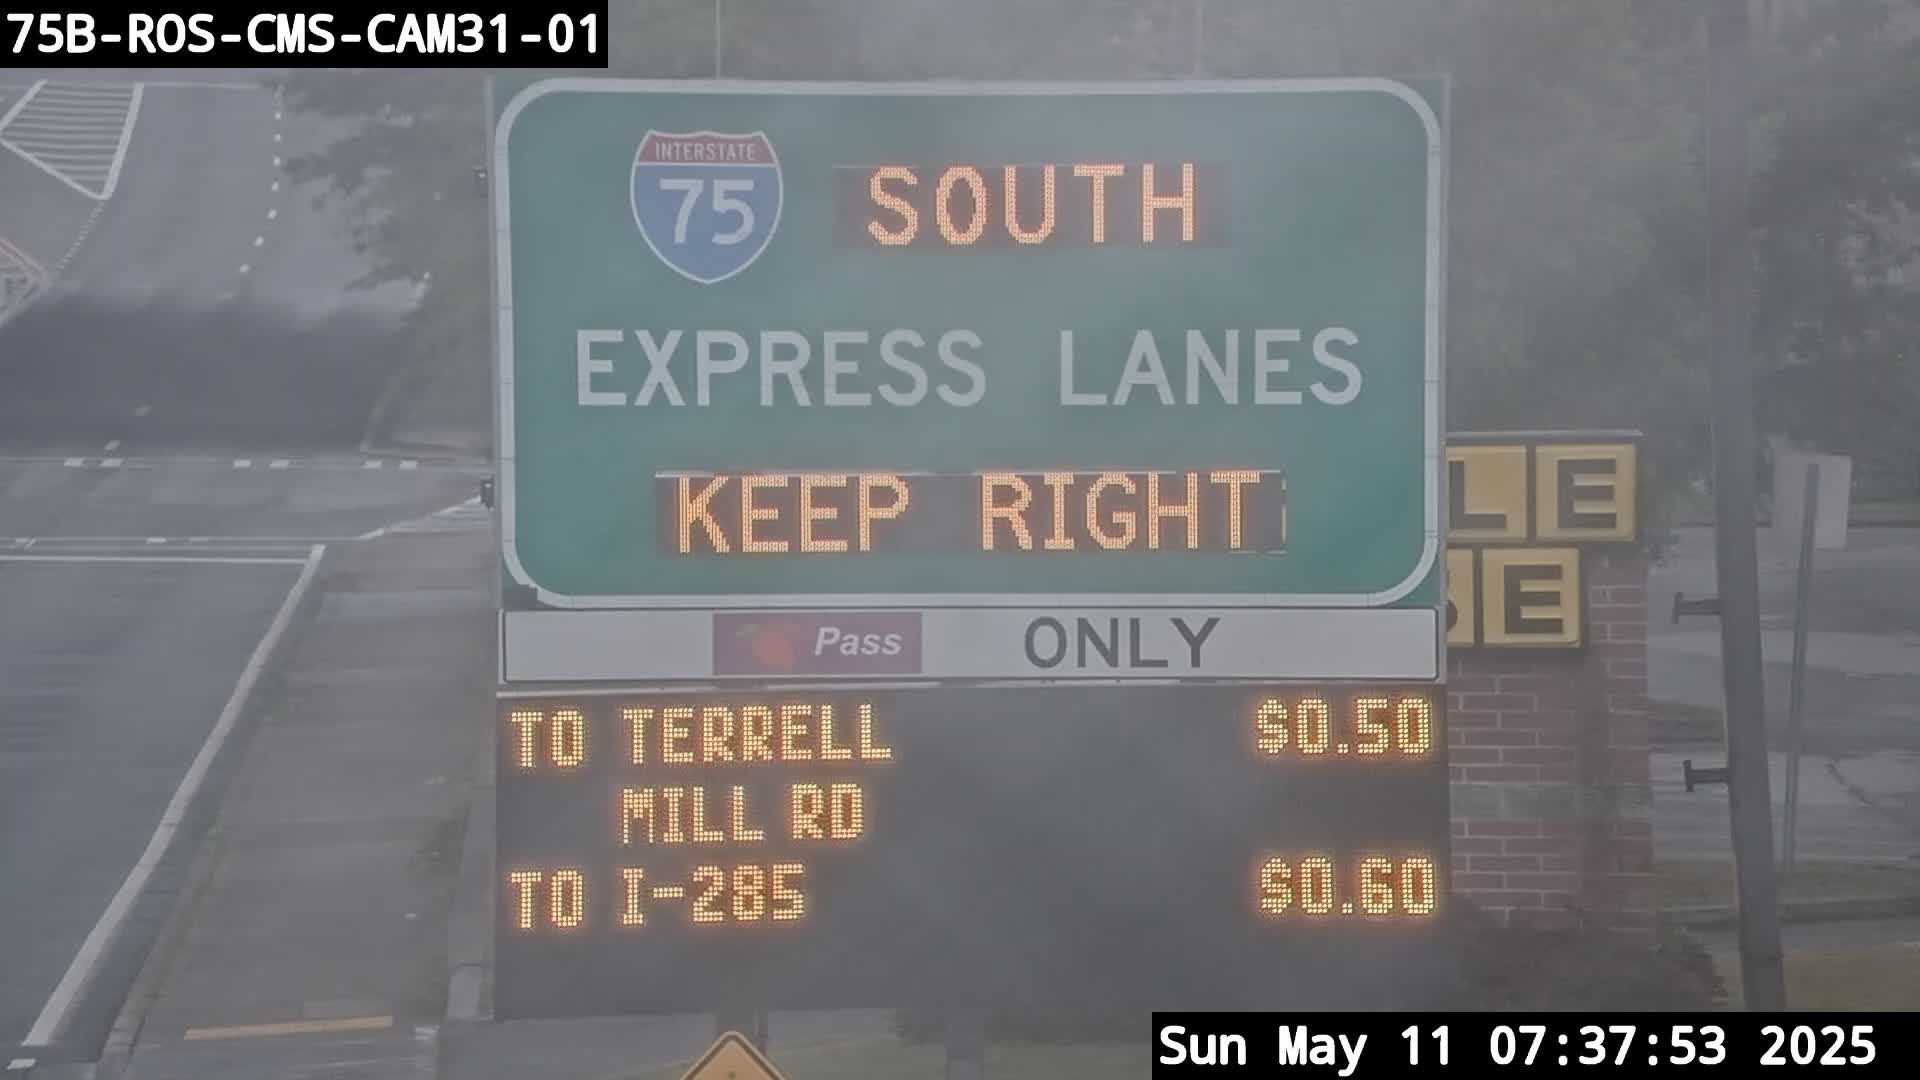 75B-ROS-CMS-CAM31-01
INTERSTATE
75 SOUTH
EXPRESS LANES
KEEP RIGHT
Pass ONLY
TO TERRELL $0.50
MILL RD
TO I-285 $0.60
LE
E
Sun May 11 07:37:53 2025